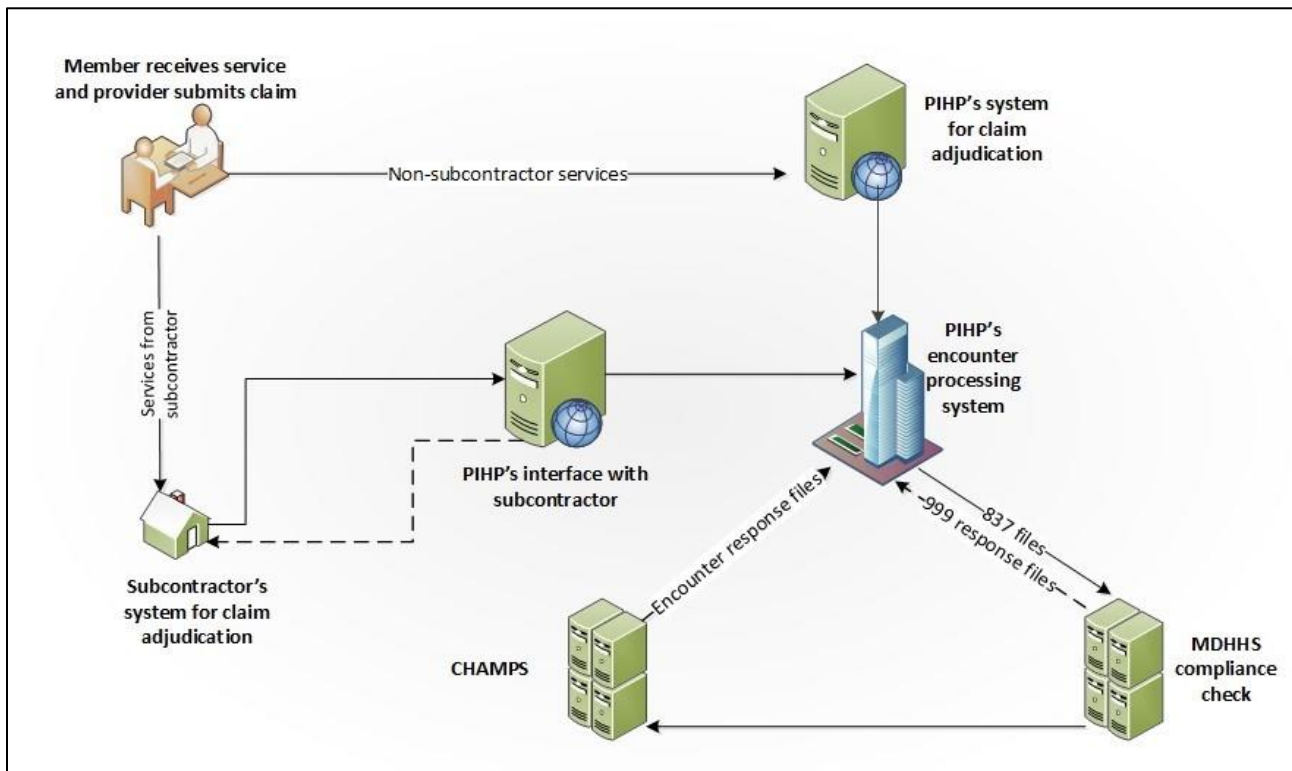 Member receives service
and provider submits claim
PIHP's system
for claim
adjudication
Non-subcontractor services
Services from
subcontractor
PIHP's
encounter
processing
system
PIHP's interface with
subcontractor
Encounter response files
837 files
999 response files
Subcontractor's
system for claim
adjudication
CHAMPS
MDHHS
compliance
check